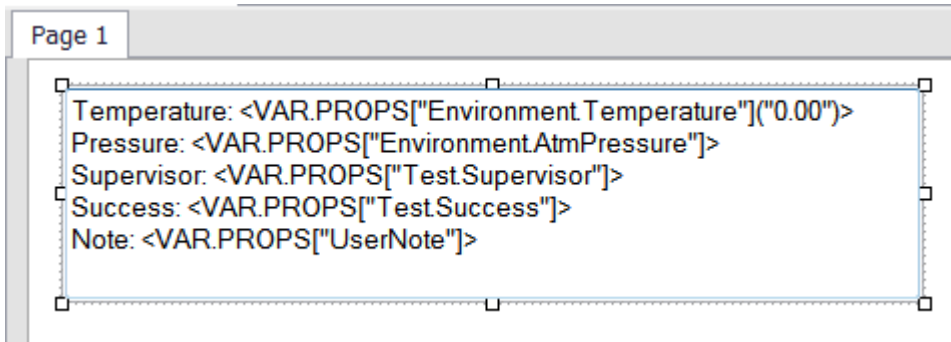 Page 1
Temperature: <VAR.PROPS["Environment.Temperature"]("0.00")>
Pressure: <VAR.PROPS["Environment.AtmPressure"]>
Supervisor: <VAR.PROPS["Test.Supervisor"]>
Success: <VAR.PROPS["Test.Success"]>
Note: <VAR.PROPS["UserNote"]>